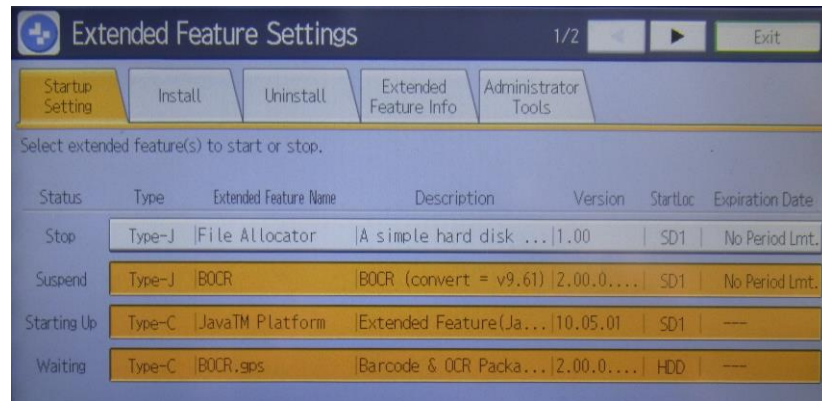 Extended Feature Settings 1/2 Exit
Startup Setting Install Uninstall Extended Feature Info Administrator Tools
Select extended feature(s) to start or stop.
Status Type Extended Feature Name Description Version StartLoc Expiration Date
Stop Type-J File Allocator A simple hard disk ... 1.00 SD1 No Period Lmt.
Suspend Type-J BOCR BOCR (convert = v9.61) 2.00.0.... SD1 No Period Lmt.
Starting Up Type-C JavaTM Platform Extended Feature(Ja... 10.05.01 SD1 ---
Waiting Type-C BOCR.gps Barcode & OCR Packa... 2.00.0.... HDD ---